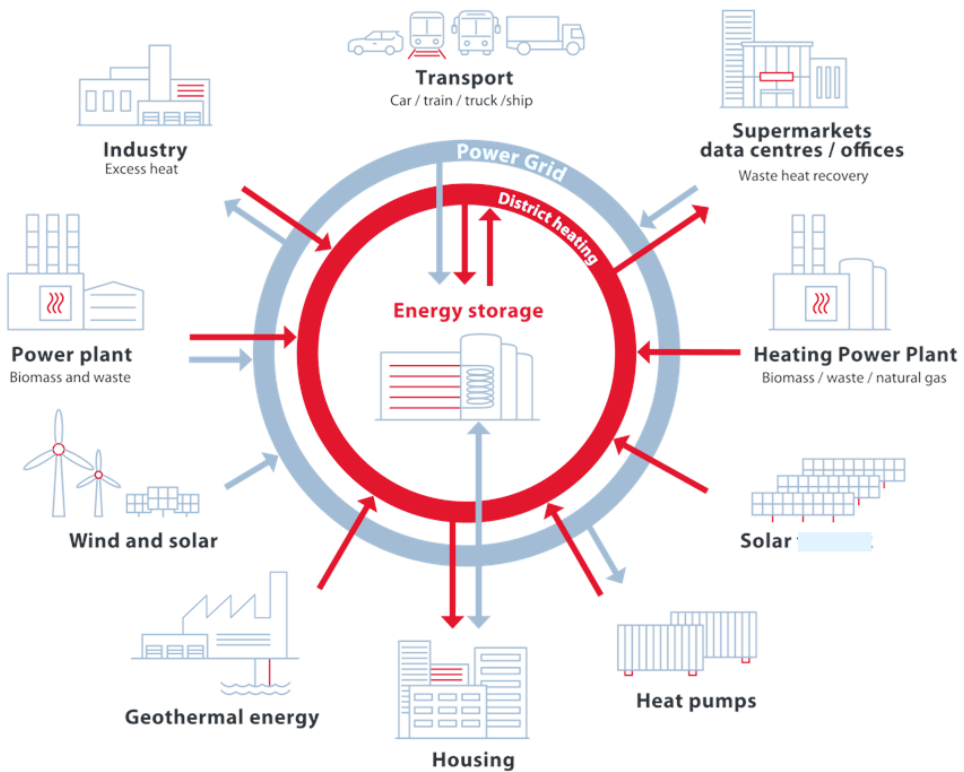 Transport
Car / train / truck /ship
Industry
Excess heat
Supermarkets
data centres / offices
Waste heat recovery
Power Grid
District heating
Energy storage
Power plant
Biomass and waste
Heating Power Plant
Biomass / waste / natural gas
Wind and solar
Solar
Geothermal energy
Heat pumps
Housing